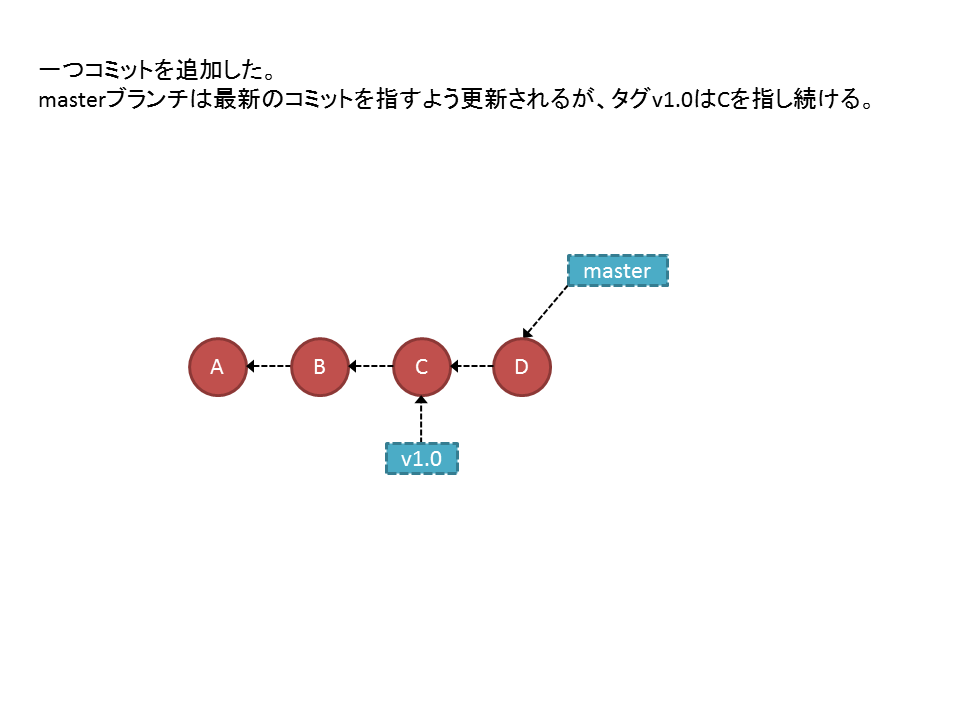 一つコミットを追加した。
masterブランチは最新のコミットを指すよう更新されるが、タグv1.0はCを指し続ける。
master
A
B
C
D
v1.0